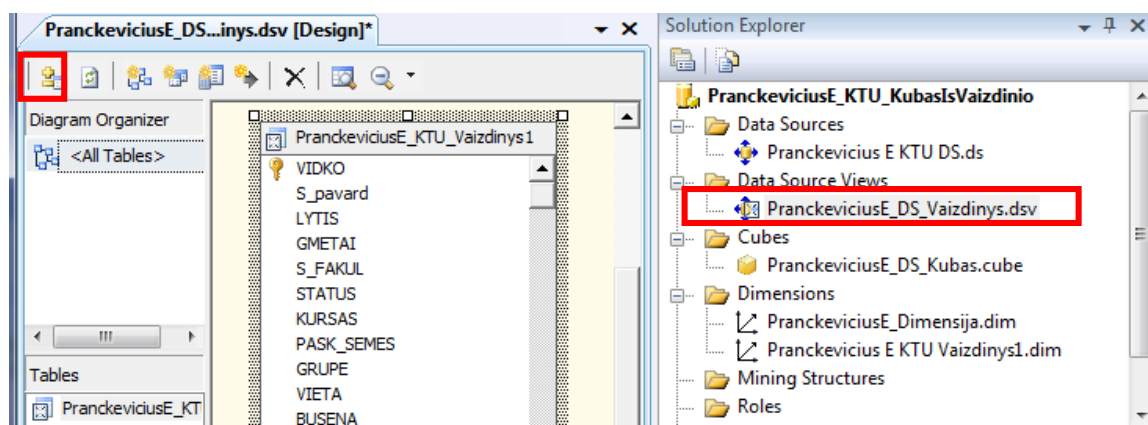 PranckeviciusE_DS...inys.dsv [Design]*
Diagram Organizer
<All Tables>
Tables
PranckeviciusE_KT
PranckeviciusE_KTU_Vaizdinys1
VIDKO
S_pavard
LYTIS
GMETAI
S_FAKUL
STATUS
KURSAS
PASK_SEMES
GRUPE
VIETA
BUSENA
Solution Explorer
PranckeviciusE_KTU_KubasIsVaizdinio
Data Sources
Pranckevicius E KTU DS.ds
Data Source Views
PranckeviciusE_DS_Vaizdinys.dsv
Cubes
PranckeviciusE_DS_Kubas.cube
Dimensions
PranckeviciusE_Dimensija.dim
Pranckevicius E KTU Vaizdinys1.dim
Mining Structures
Roles